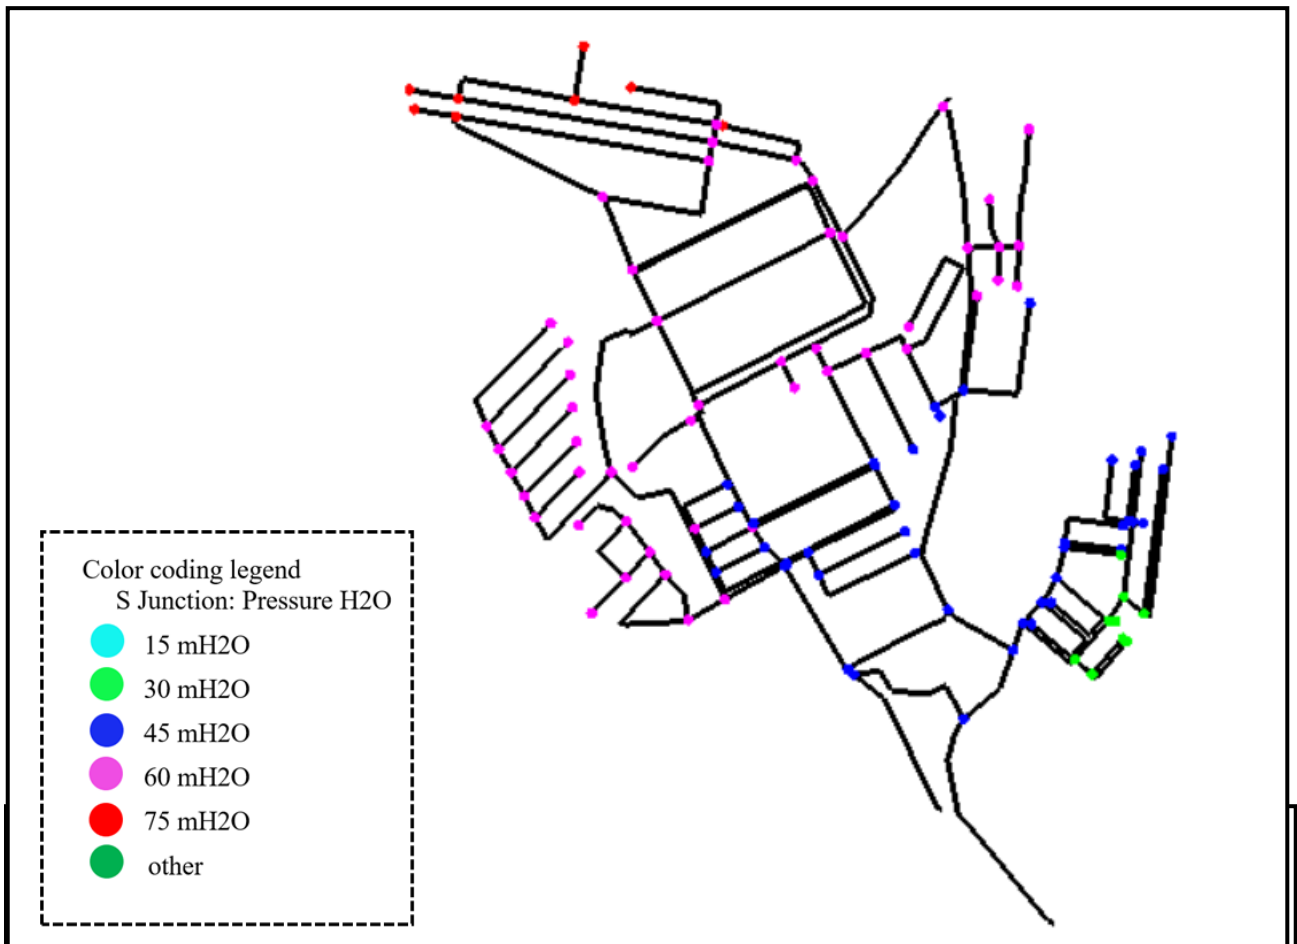 Color coding legend
S Junction: Pressure H2O
15 mH2O
30 mH2O
45 mH2O
60 mH2O
75 mH2O
other